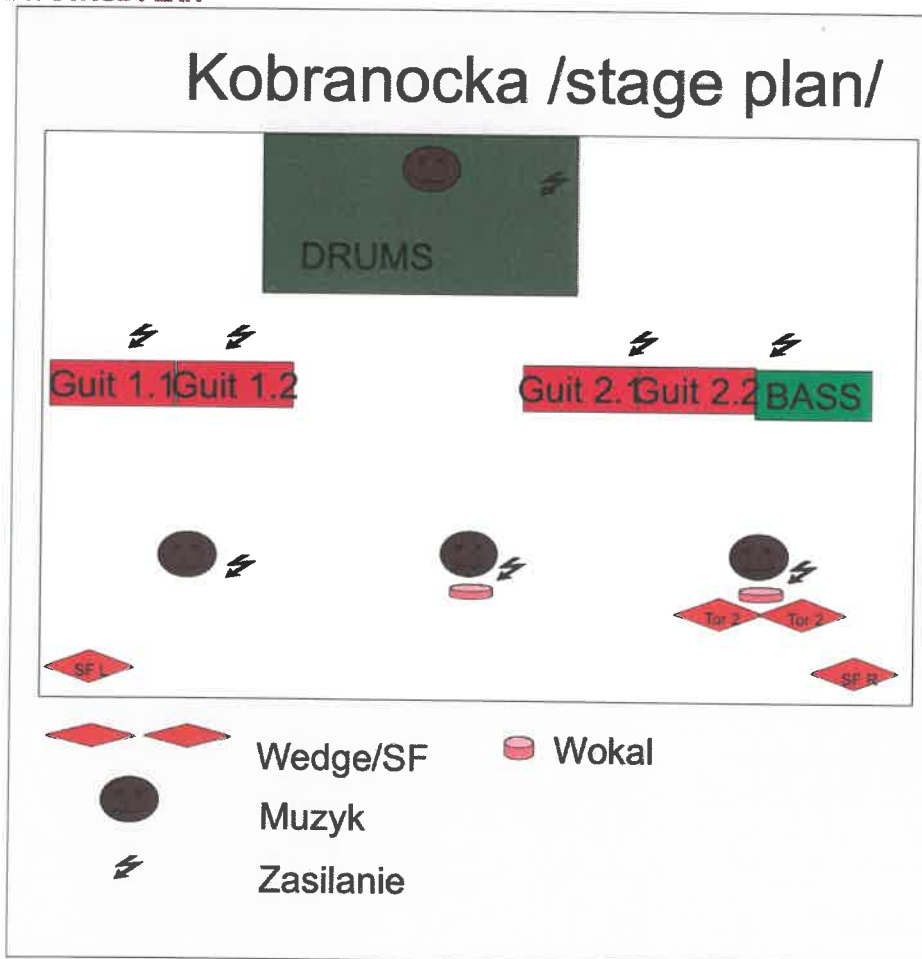 Kobranocka /stage plan/
DRUMS
Guit 1.1 Guit 1.2 Guit 2.1 Guit 2.2 BASS
Tor 2 Tor 2
SF L SF R
Wedge/SF Wokal
Muzyk
Zasilanie